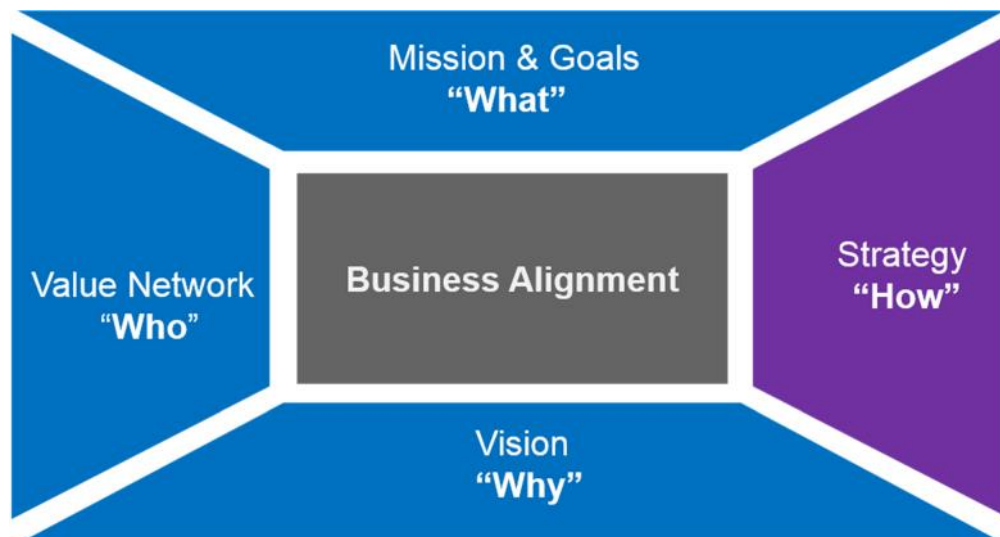 Mission & Goals
“What”
Value Network
“Who”
Business Alignment
Strategy
“How”
Vision
“Why”